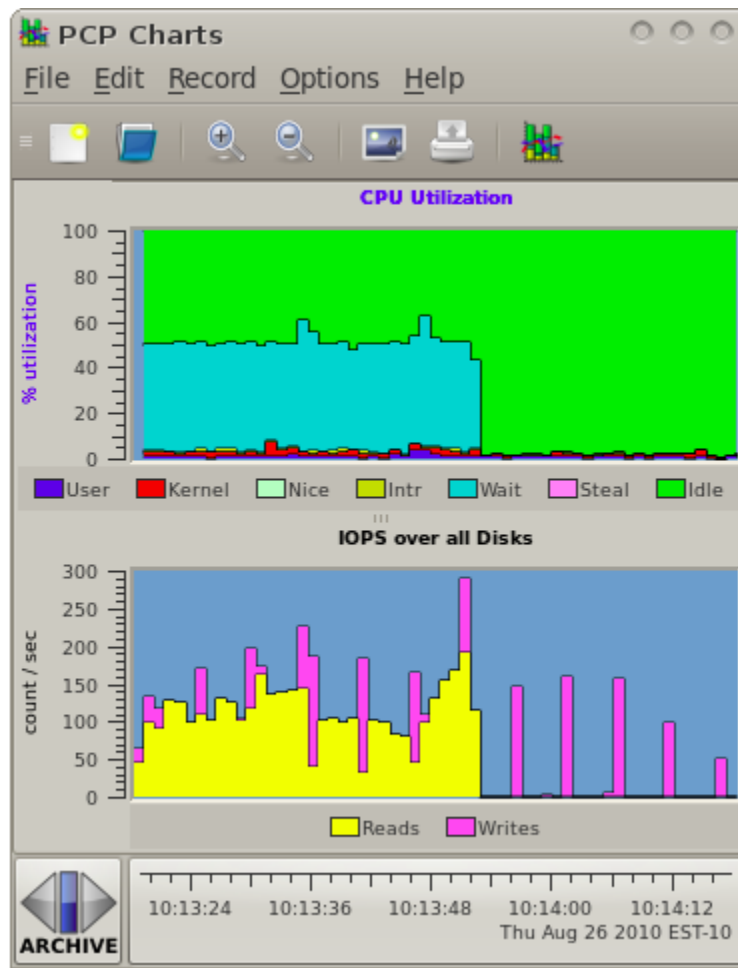 PCP Charts
File Edit Record Options Help
CPU Utilization
% utilization
100
80
60
40
20
0
User Kernel Nice Intr Wait Steal Idle
IOPS over all Disks
count / sec
300
250
200
150
100
50
0
Reads Writes
10:13:24 10:13:36 10:13:48 10:14:00 10:14:12
Thu Aug 26 2010 EST-10
ARCHIVE